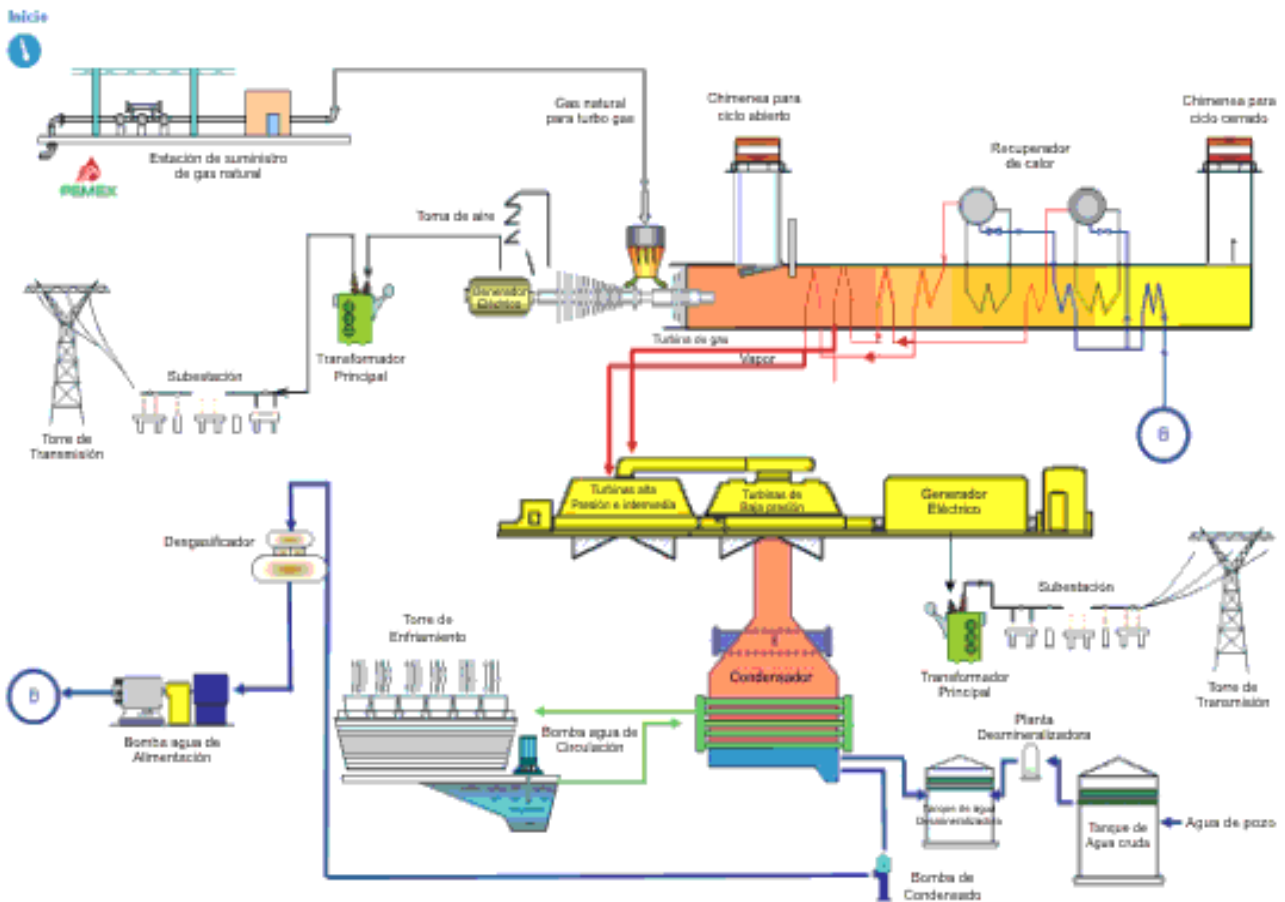 Inicio
Estación de suministro
de gas natural
PEMEX
Gas natural
para turbo gas
Chimenea para
ciclo abierto
Recuperador
de calor
Chimenea para
ciclo cerrado
Toma de aire
Generador
Eléctrico
Turbina de gas
Vapor
Transformador
Principal
Subestación
Torre de
Transmisión
Turbinas alta
Presión e intermedia
Turbinas de
Baja presión
Generador
Eléctrico
Desgasificador
Torre de
Enfriamiento
Condensador
Subestación
Transformador
Principal
Torre de
Transmisión
Bomba agua de
Alimentación
Bomba agua de
Circulación
Planta
Desmineralizadora
Tanque de agua
Desmineralizadora
Tanque de
Agua cruda
Agua de pozo
Bomba de
Condensado